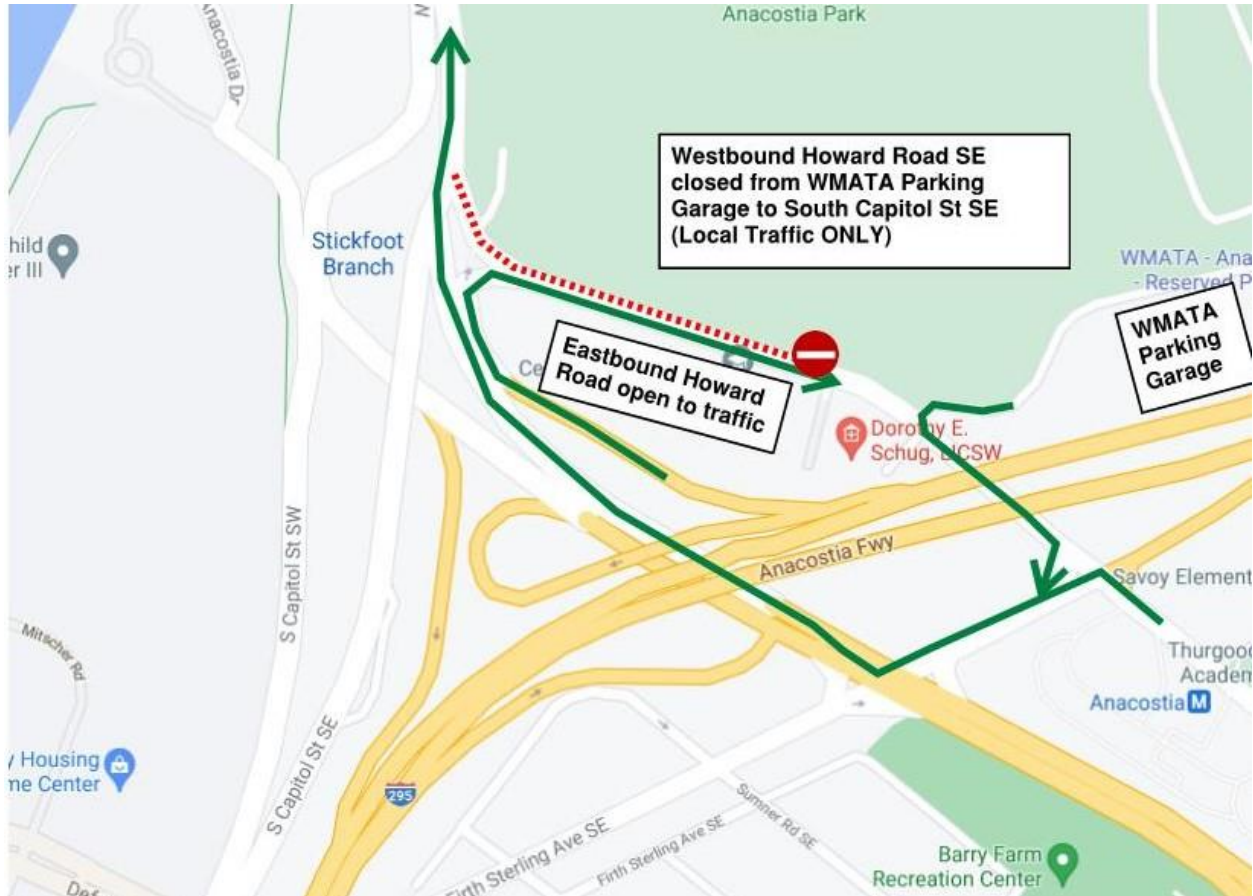 Anacostia Park
Anacostia Dr
N
Westbound Howard Road SE
closed from WMATA Parking
Garage to South Capitol St SE
(Local Traffic ONLY)
hild
er III
Stickfoot
Branch
WMATA - Ana
- Reserved P
WMATA
Parking
Garage
Ce
Eastbound Howard
Road open to traffic
Dorothy E.
Schug, LICSW
Anacostia Fwy
S Capitol St SW
Savoy Element
Mitscher Rd
Thurgood
Academ
Anacostia M
S Capitol St SE
y Housing
me Center
295
Sumner Rd SE
Firth Sterling Ave SE
Firth Sterling Ave SE
Barry Farm
Recreation Center
Def